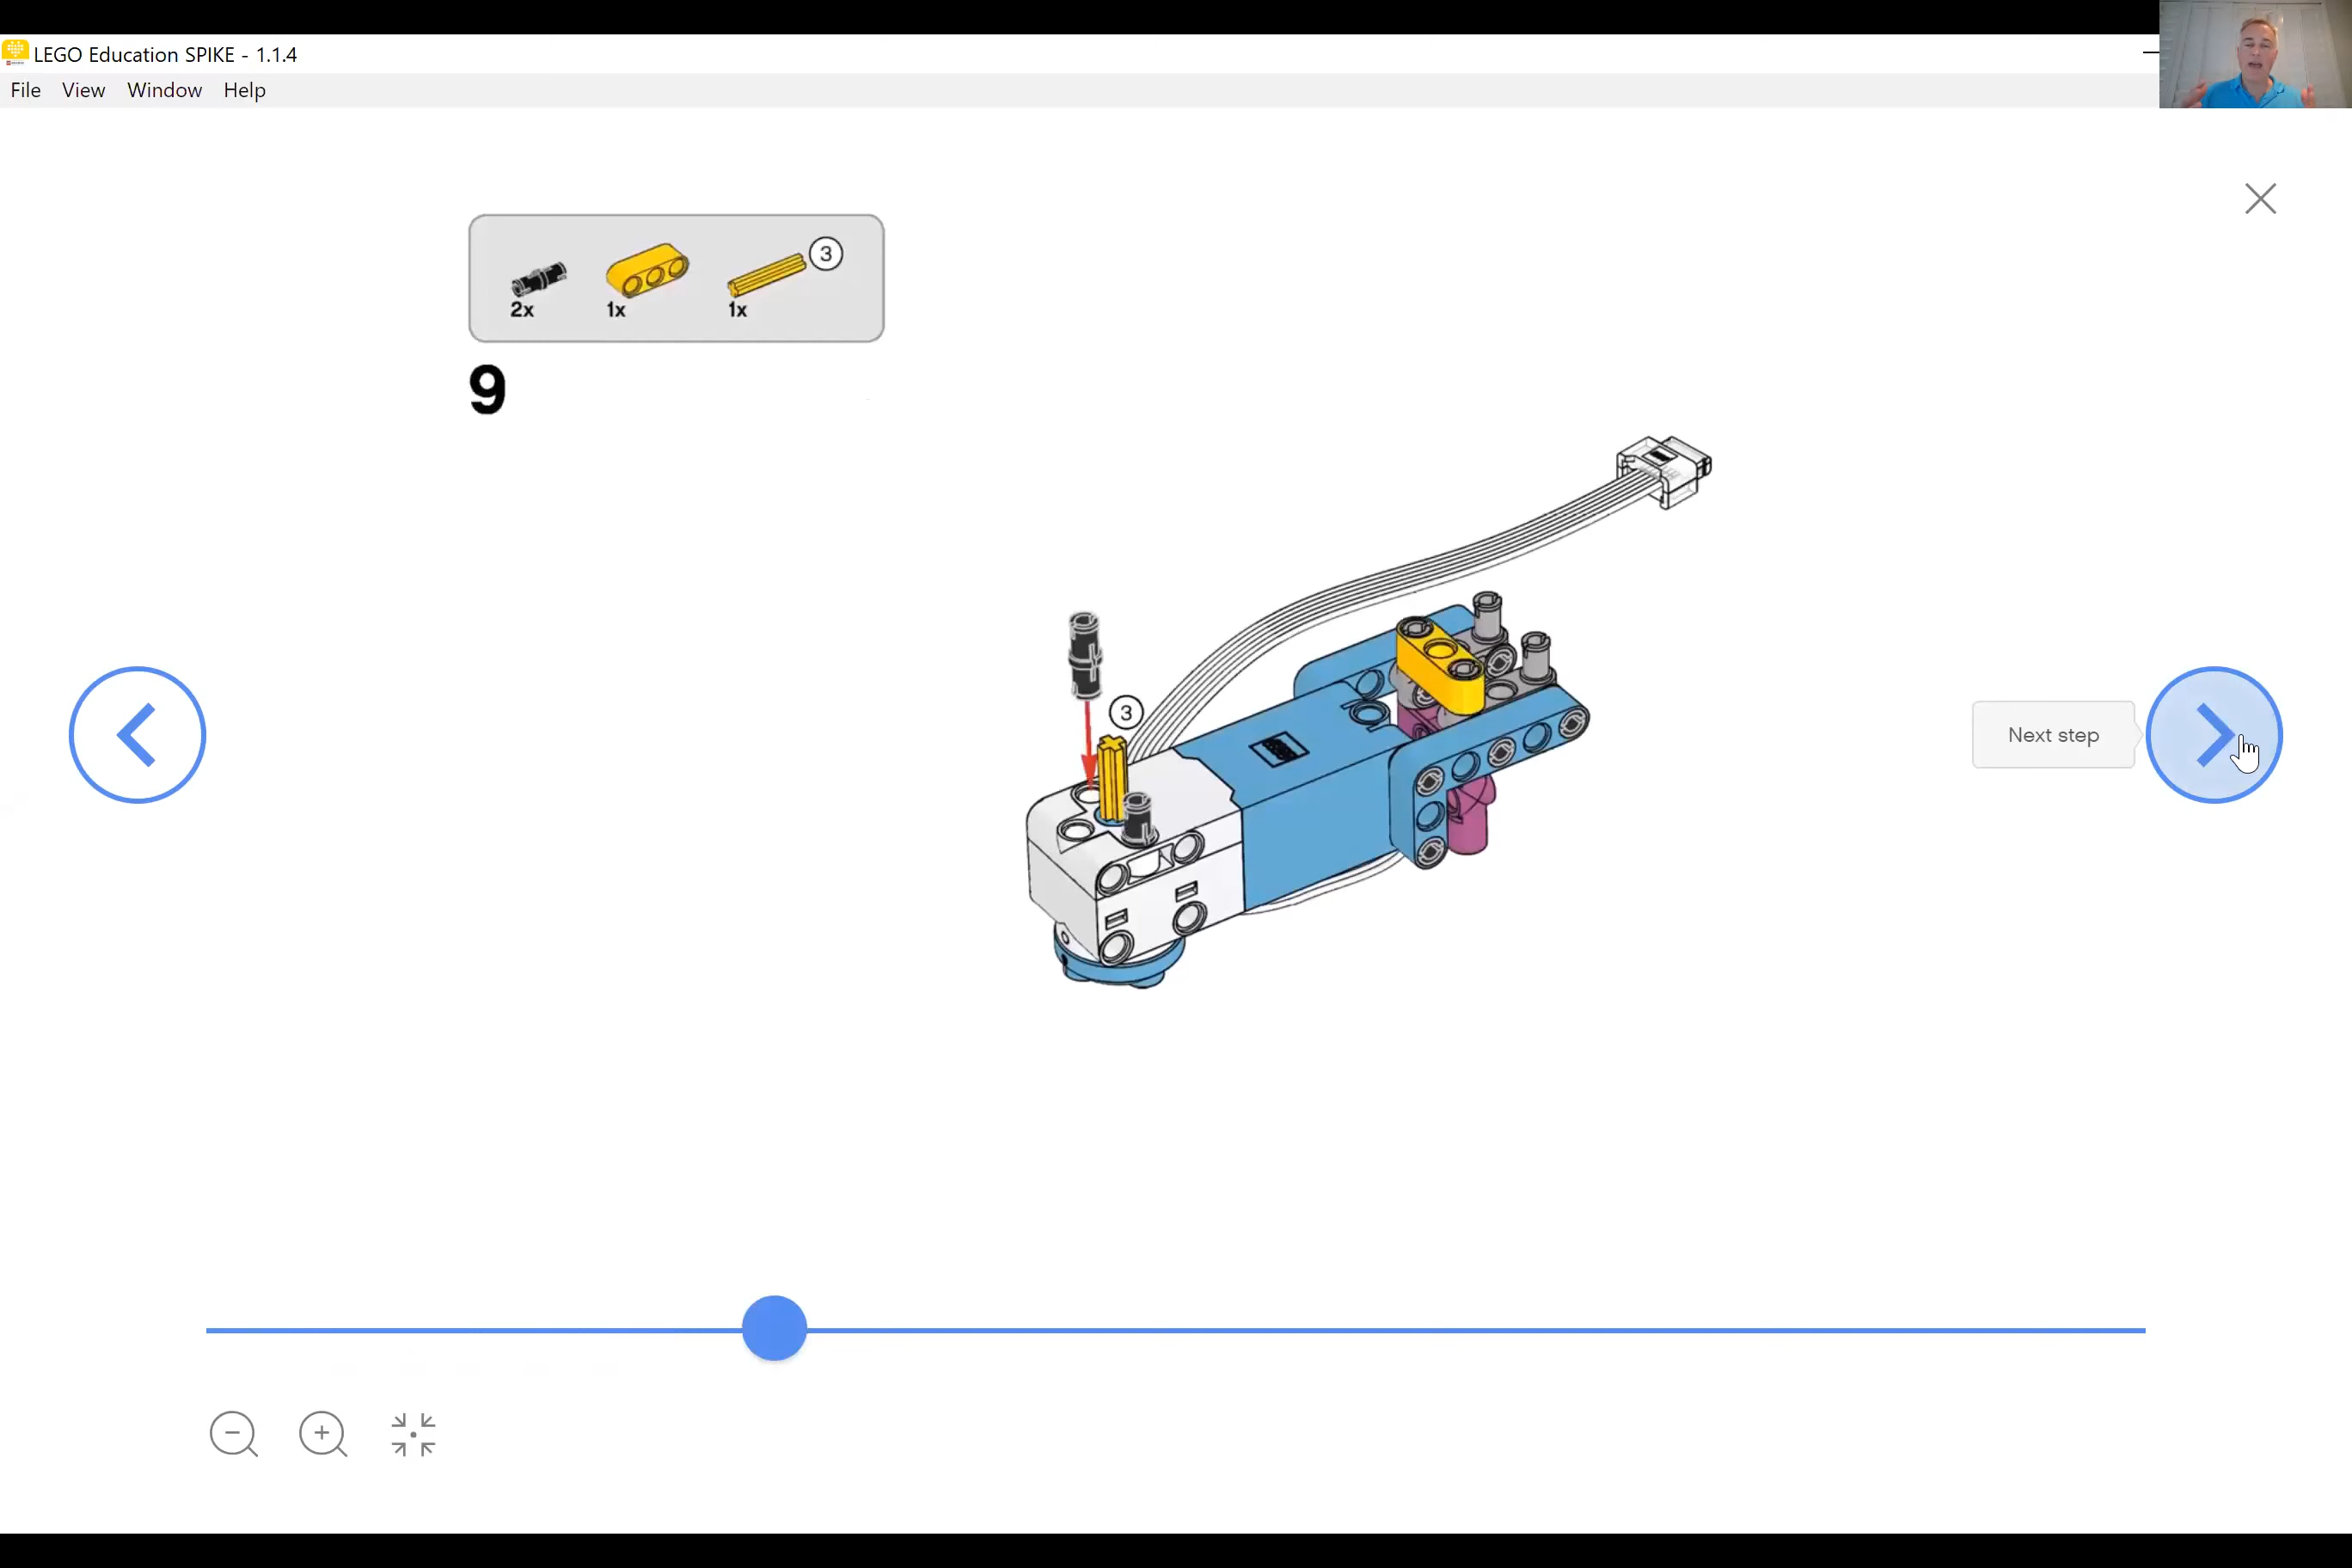 LEGO Education SPIKE - 1.1.4
File View Window Help
3
2x 1x 1x
9
3
Next step